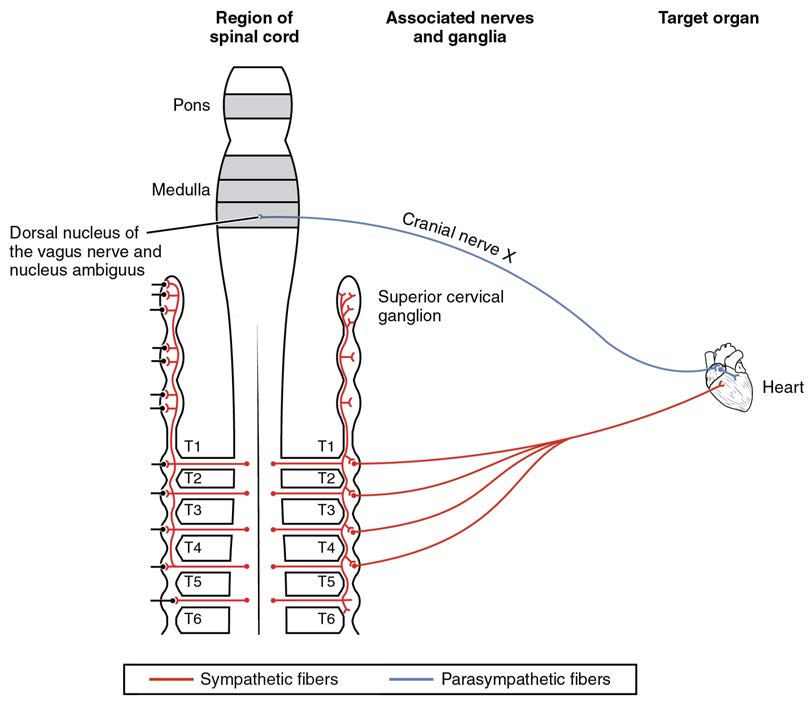 Region of
spinal cord
Associated nerves
and ganglia
Target organ
Pons
Medulla
Dorsal nucleus of
the vagus nerve and
nucleus ambiguus
Cranial nerve X
Superior cervical
ganglion
Heart
T1
T1
T2
T2
T3
T3
T4
T4
T5
T5
T6
T6
Sympathetic fibers
Parasympathetic fibers